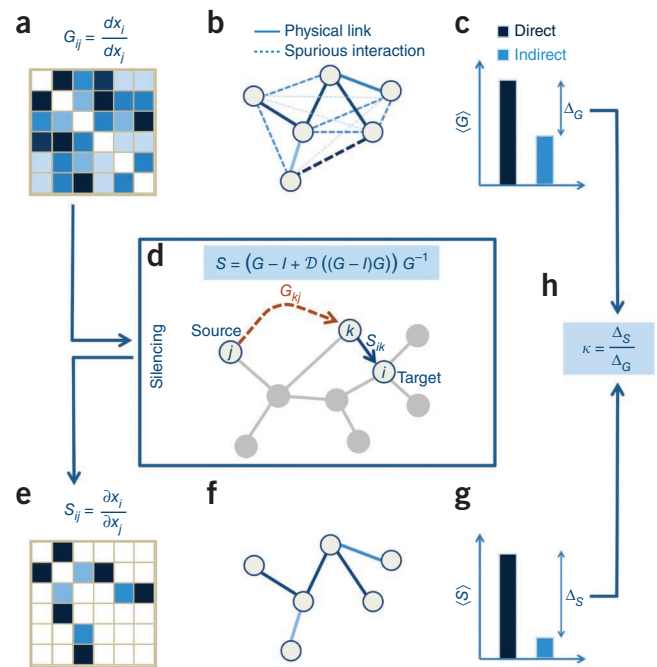 a
G_ij = dx_i / dx_j
b
Physical link
Spurious interaction
c
Direct
Indirect
⟨G⟩
Δ_G
d
S = (G – I + 𝒟 ((G – I)G)) G⁻¹
G_kj
Source
j
k
S_ik
i
Target
Silencing
h
κ = Δ_S / Δ_G
e
S_ij = ∂x_i / ∂x_j
f
g
⟨S⟩
Δ_S